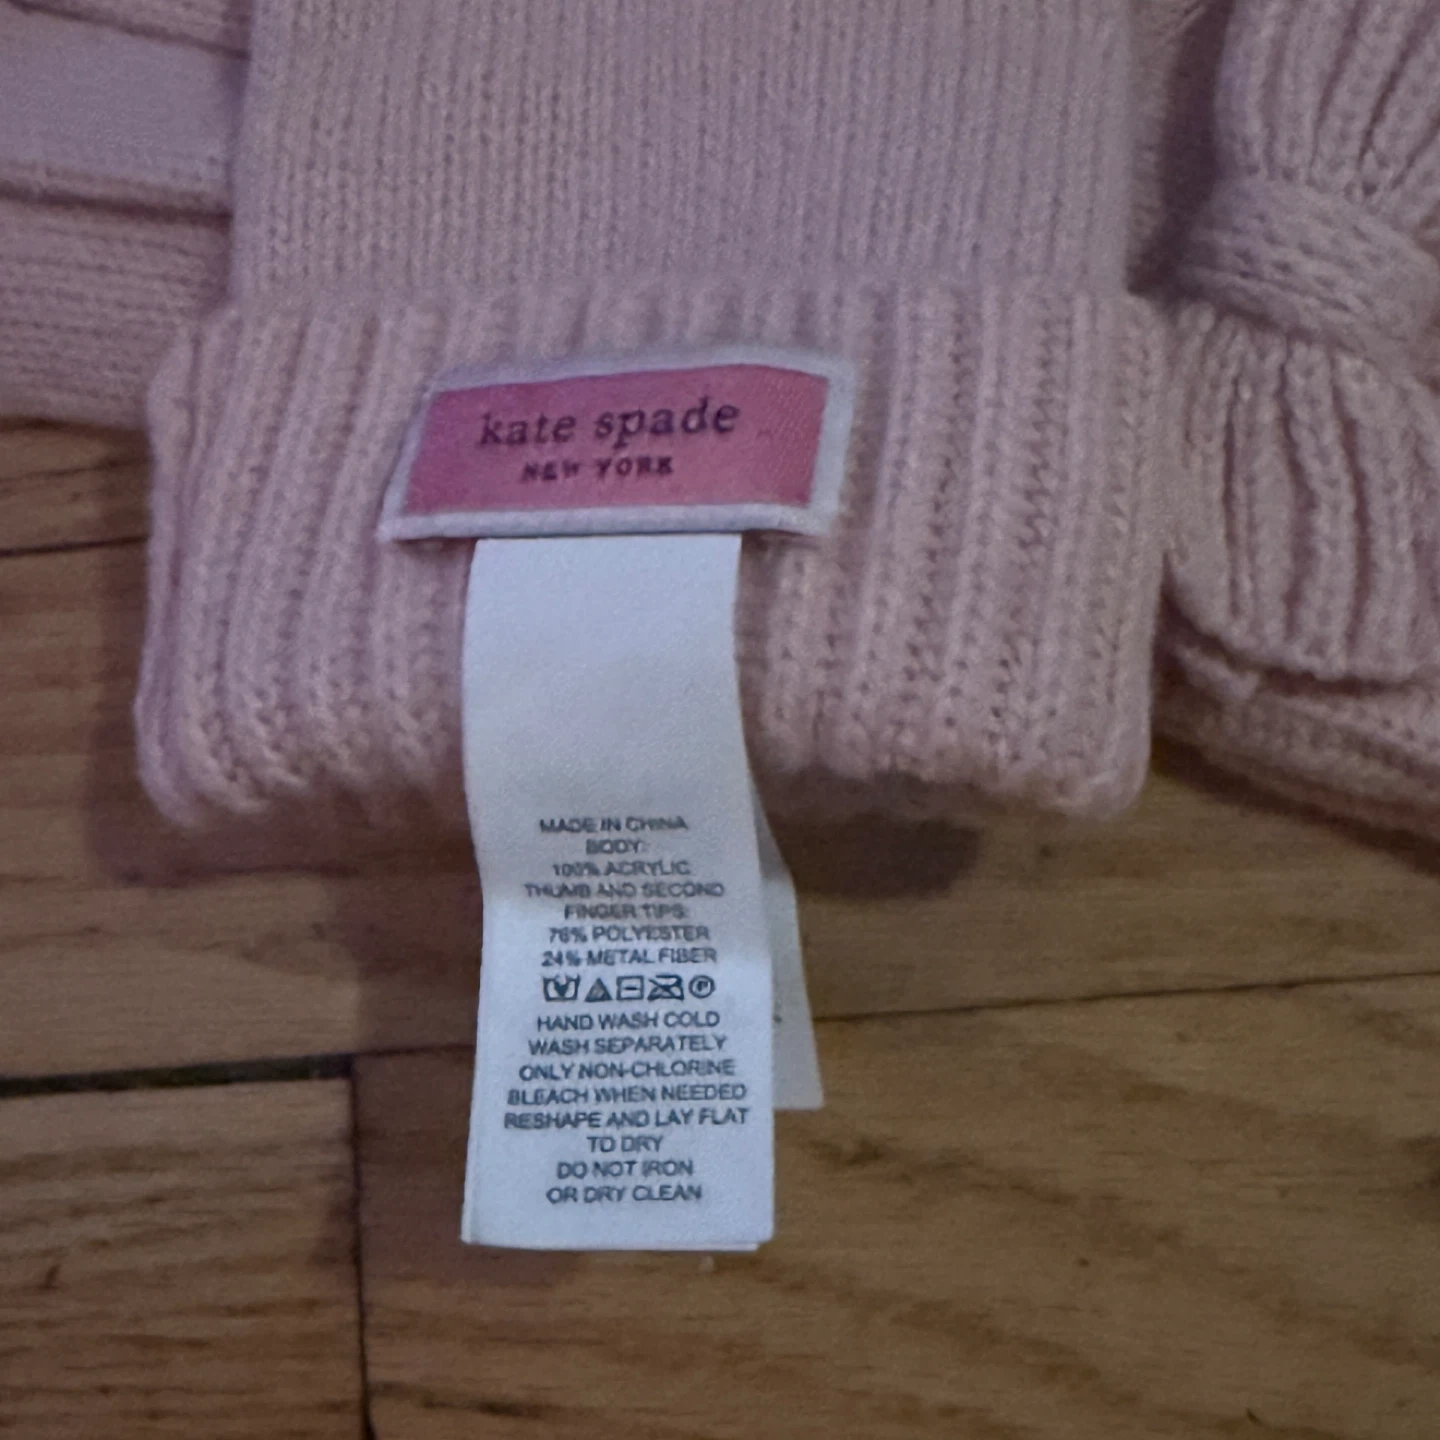 kate spade
NEW YORK
MADE IN CHINA
BODY:
100% ACRYLIC
THUMB AND SECOND
FINGER TIPS:
76% POLYESTER
24% METAL FIBER
P
HAND WASH COLD
WASH SEPARATELY
ONLY NON-CHLORINE
BLEACH WHEN NEEDED
RESHAPE AND LAY FLAT
TO DRY
DO NOT IRON
OR DRY CLEAN